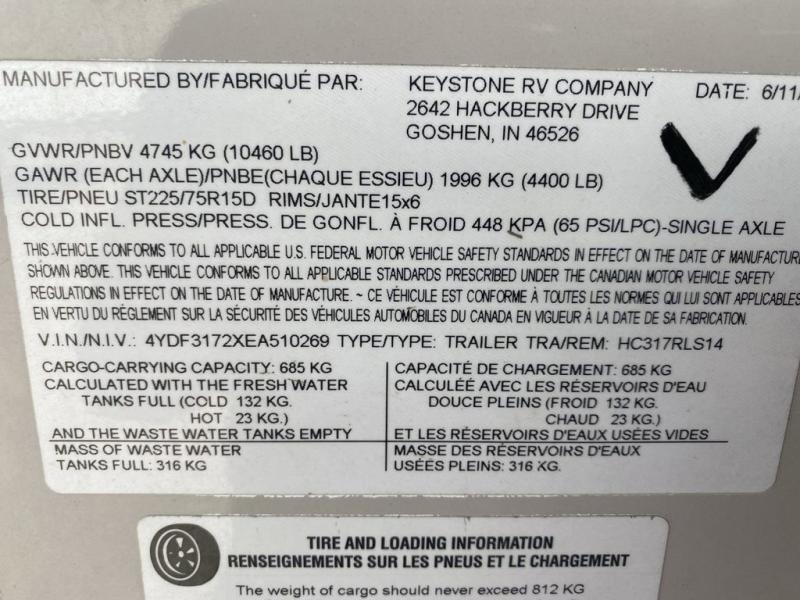 MANUFACTURED BY/FABRIQUÉ PAR: KEYSTONE RV COMPANY DATE: 6/11/
2642 HACKBERRY DRIVE
GOSHEN, IN 46526
GVWR/PNBV 4745 KG (10460 LB)
GAWR (EACH AXLE)/PNBE(CHAQUE ESSIEU) 1996 KG (4400 LB)
TIRE/PNEU ST225/75R15D RIMS/JANTE15x6
COLD INFL. PRESS/PRESS. DE GONFL. À FROID 448 KPA (65 PSI/LPC)-SINGLE AXLE
THIS VEHICLE CONFORMS TO ALL APPLICABLE U.S. FEDERAL MOTOR VEHICLE SAFETY STANDARDS IN EFFECT ON THE DATE OF MANUFACTURE
SHOWN ABOVE. THIS VEHICLE CONFORMS TO ALL APPLICABLE STANDARDS PRESCRIBED UNDER THE CANADIAN MOTOR VEHICLE SAFETY
REGULATIONS IN EFFECT ON THE DATE OF MANUFACTURE. ~ CE VÉHICULE EST CONFORME À TOUTES LES NORMES QUI LUI SONT APPLICABLES
EN VERTU DU RÉGLEMENT SUR LA SÉCURITÉ DES VÉHICULES AUTOMOBILES DU CANADA EN VIGUEUR À LA DATE DE SA FABRICATION.
V.I.N./N.I.V.: 4YDF3172XEA510269 TYPE/TYPE: TRAILER TRA/REM: HC317RLS14
CARGO-CARRYING CAPACITY: 685 KG
CALCULATED WITH THE FRESH WATER
TANKS FULL (COLD 132 KG.
HOT 23 KG.)
AND THE WASTE WATER TANKS EMPTY
MASS OF WASTE WATER
TANKS FULL: 316 KG
CAPACITÉ DE CHARGEMENT: 685 KG
CALCULÉE AVEC LES RÉSERVOIRS D'EAU
DOUCE PLEINS (FROID 132 KG.
CHAUD 23 KG.)
ET LES RÉSERVOIRS D'EAUX USÉES VIDES
MASSE DES RÉSERVOIRS D'EAUX
USÉES PLEINS: 316 KG.
TIRE AND LOADING INFORMATION
RENSEIGNEMENTS SUR LES PNEUS ET LE CHARGEMENT
The weight of cargo should never exceed 812 KG